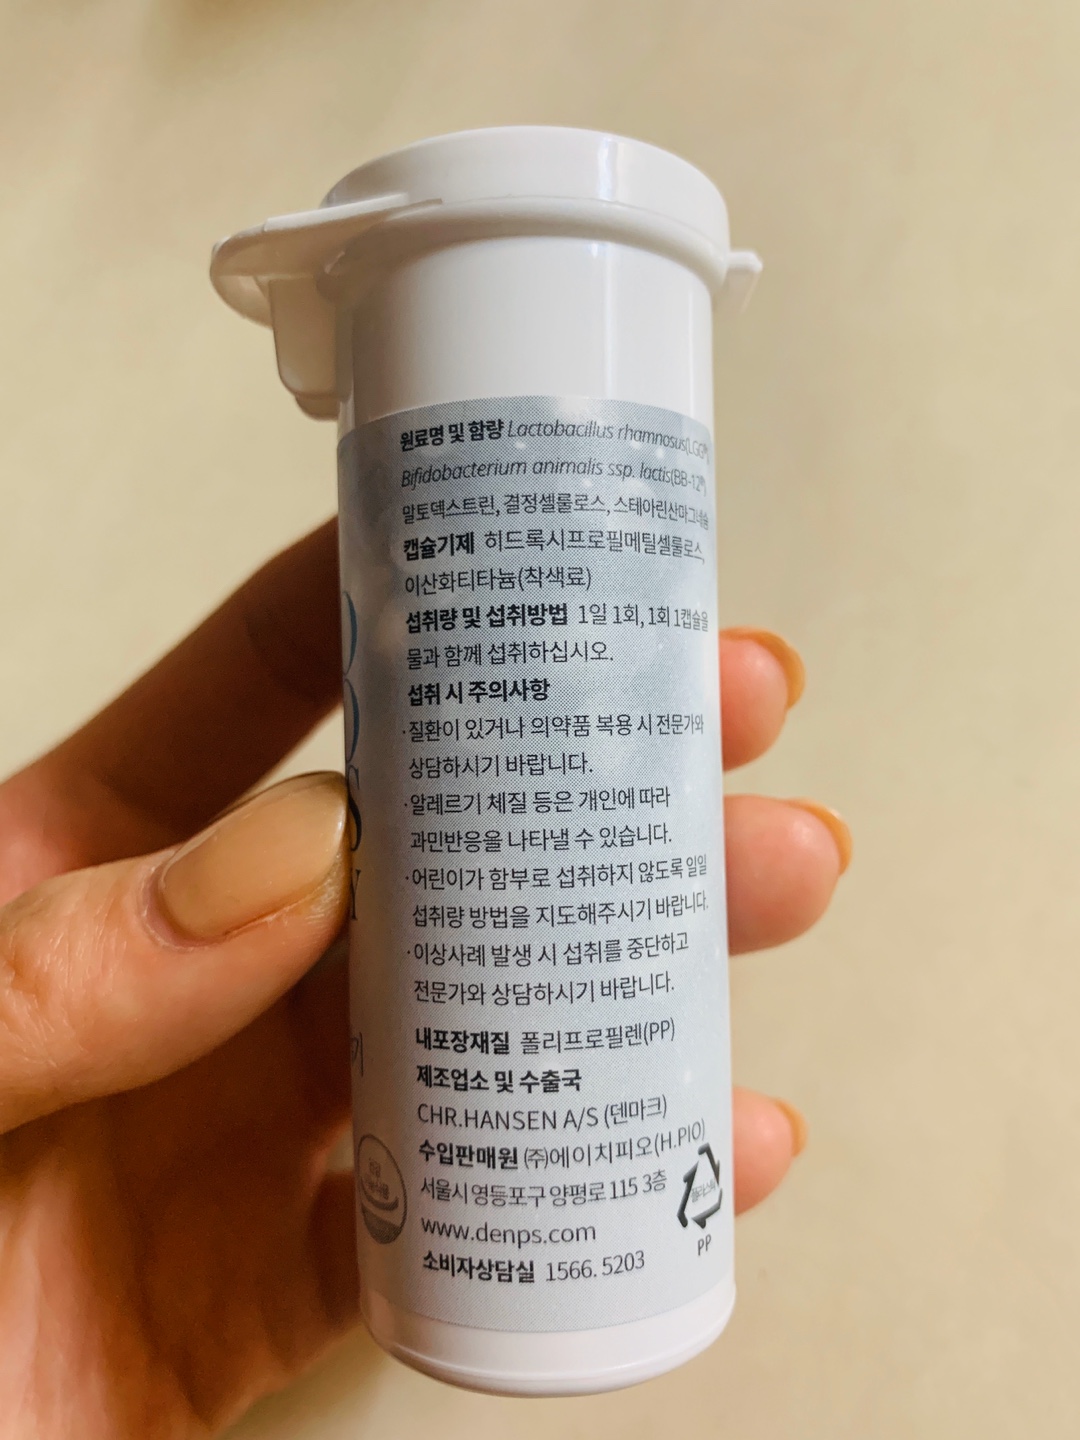 원료명 및 함량 Lactobacillus rhamnosus(LGG®),
Bifidobacterium animalis ssp. lactis(BB-12®)
말토덱스트린, 결정셀룰로스, 스테아린산마그네슘
캡슐기제 히드록시프로필메틸셀룰로스,
이산화티타늄(착색료)
섭취량 및 섭취방법 1일 1회, 1회 1캡슐을
물과 함께 섭취하십시오.
섭취 시 주의사항
·질환이 있거나 의약품 복용 시 전문가와
상담하시기 바랍니다.
·알레르기 체질 등은 개인에 따라
과민반응을 나타낼 수 있습니다.
·어린이가 함부로 섭취하지 않도록 일일
섭취량 방법을 지도해주시기 바랍니다.
·이상사례 발생 시 섭취를 중단하고
전문가와 상담하시기 바랍니다.
내포장재질 폴리프로필렌(PP)
제조업소 및 수출국
CHR.HANSEN A/S (덴마크)
수입판매원 ㈜에이치피오(H.PIO)
서울시 영등포구 양평로 115 3층
www.denps.com
소비자상담실 1566. 5203
플라스틱
PP